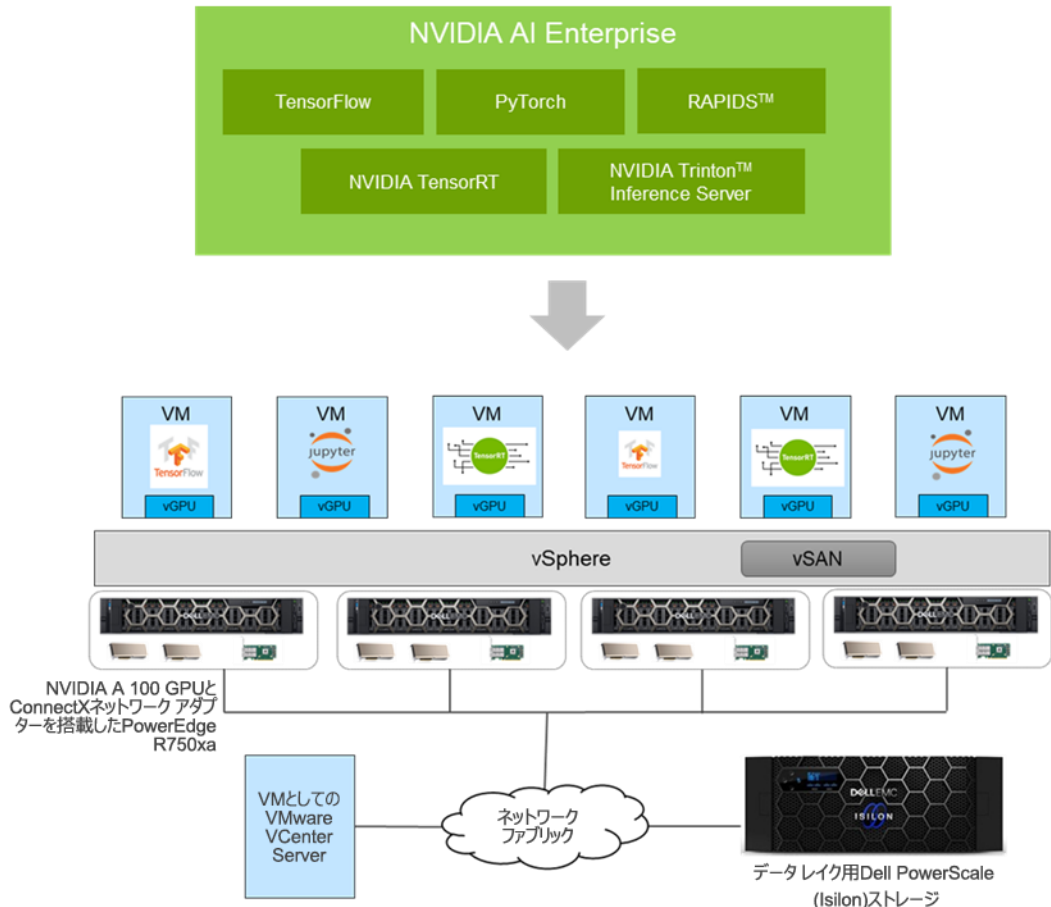 NVIDIA AI Enterprise
TensorFlow
PyTorch
RAPIDS™
NVIDIA TensorRT
NVIDIA Trinton™
Inference Server
VM
TensorFlow
vGPU
VM
jupyter
vGPU
VM
TensorRT
vGPU
VM
TensorFlow
vGPU
VM
TensorRT
vGPU
VM
jupyter
vGPU
vSphere
vSAN
NVIDIA A 100 GPUと
ConnectXネットワーク アダプ
ターを搭載したPowerEdge
R750xa
VMとしての
VMware
VCenter
Server
ネットワーク
ファブリック
DELLEMC
ISILON
データ レイク用Dell PowerScale
(Isilon)ストレージ